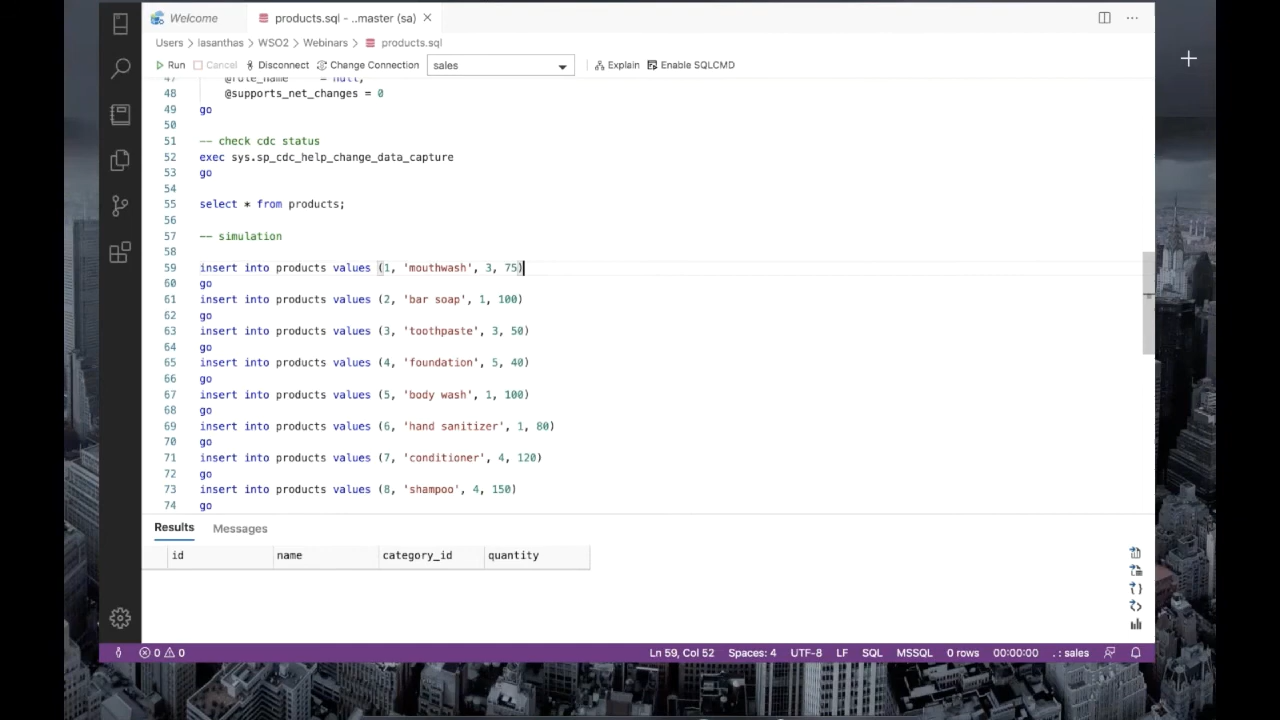 Welcome
products.sql - ..master (sa)
Users > lasanthas > WSO2 > Webinars > products.sql
Run Cancel Disconnect Change Connection sales Explain Enable SQLCMD
47 @role_name = null,
48 @supports_net_changes = 0
49 go
50
51 -- check cdc status
52 exec sys.sp_cdc_help_change_data_capture
53 go
54
55 select * from products;
56
57 -- simulation
58
59 insert into products values (1, 'mouthwash', 3, 75)
60 go
61 insert into products values (2, 'bar soap', 1, 100)
62 go
63 insert into products values (3, 'toothpaste', 3, 50)
64 go
65 insert into products values (4, 'foundation', 5, 40)
66 go
67 insert into products values (5, 'body wash', 1, 100)
68 go
69 insert into products values (6, 'hand sanitizer', 1, 80)
70 go
71 insert into products values (7, 'conditioner', 4, 120)
72 go
73 insert into products values (8, 'shampoo', 4, 150)
74 go
Results Messages
id name category_id quantity
0 0 Ln 59, Col 52 Spaces: 4 UTF-8 LF SQL MSSQL 0 rows 00:00:00 . : sales